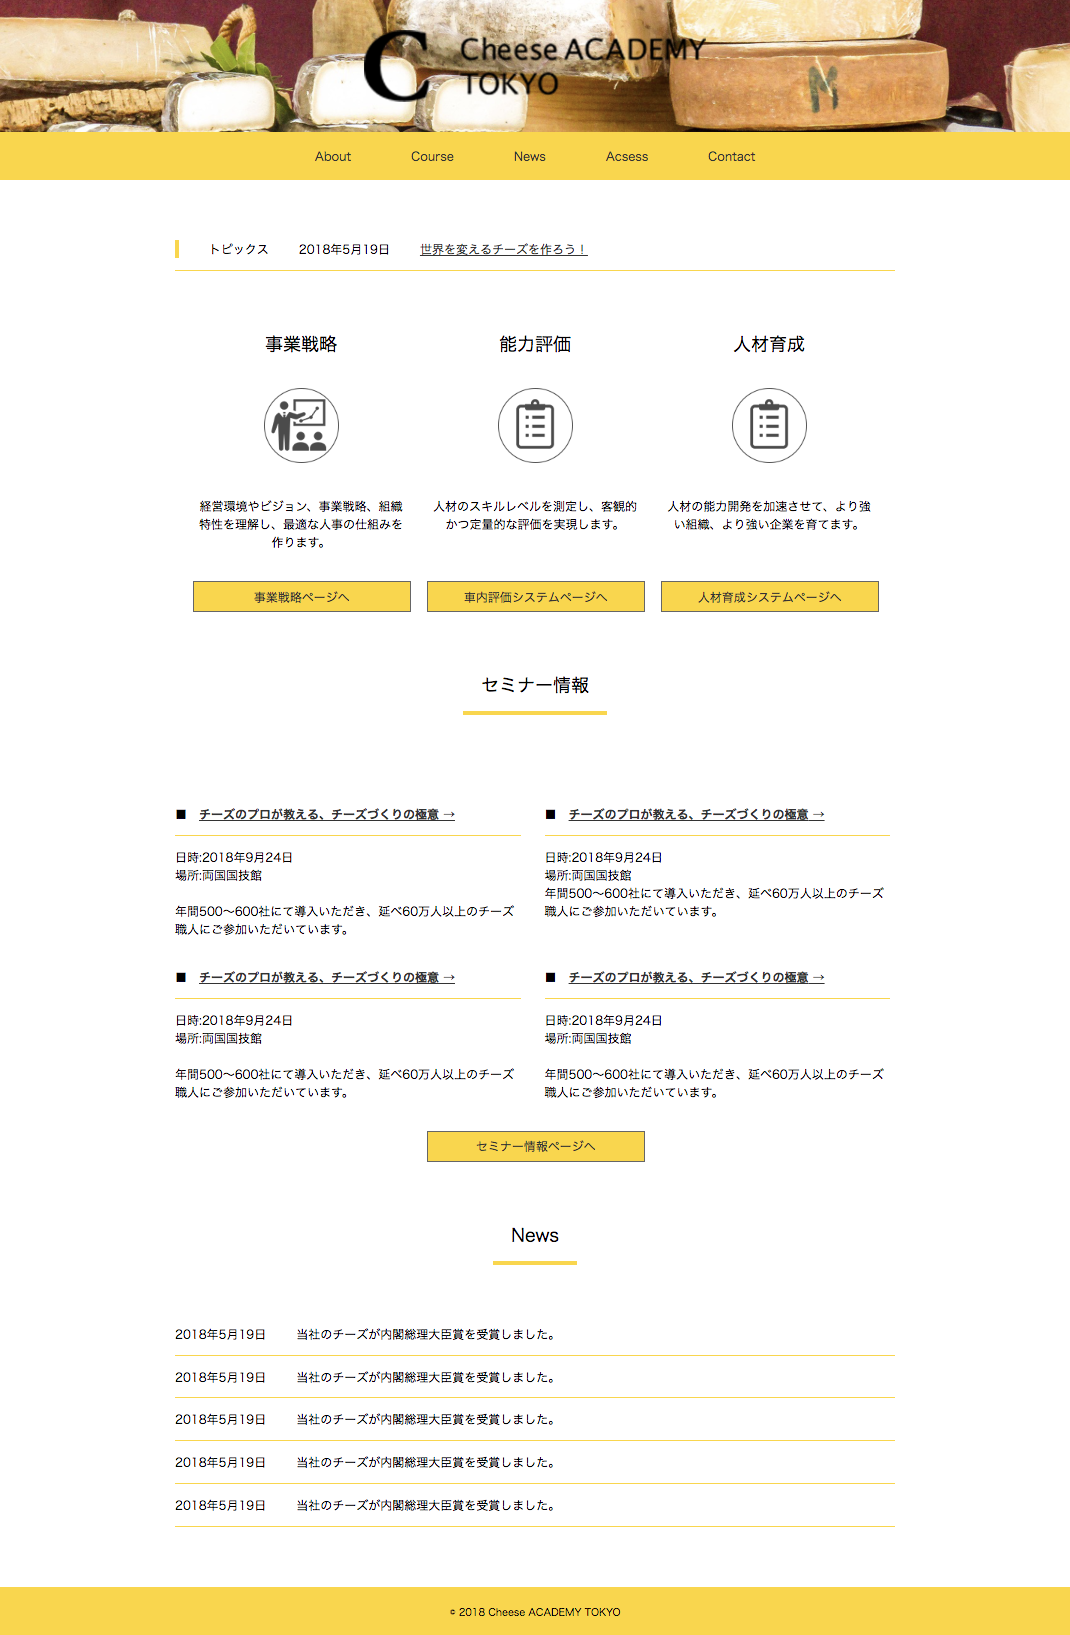 C Cheese ACADEMY
TOKYO
About Course News Acsess Contact
トピックス 2018年5月19日 世界を変えるチーズを作ろう！
事業戦略 能力評価 人材育成
経営環境やビジョン、事業戦略、組織
特性を理解し、最適な人事の仕組みを
作ります。
人材のスキルレベルを測定し、客観的
かつ定量的な評価を実現します。
人材の能力開発を加速させて、より強
い組織、より強い企業を育てます。
事業戦略ページへ 車内評価システムページへ 人材育成システムページへ
セミナー情報
■ チーズのプロが教える、チーズづくりの極意 →
日時:2018年9月24日
場所:両国国技館
年間500〜600社にて導入いただき、延べ60万人以上のチーズ
職人にご参加いただいています。
■ チーズのプロが教える、チーズづくりの極意 →
日時:2018年9月24日
場所:両国国技館
年間500〜600社にて導入いただき、延べ60万人以上のチーズ
職人にご参加いただいています。
■ チーズのプロが教える、チーズづくりの極意 →
日時:2018年9月24日
場所:両国国技館
年間500〜600社にて導入いただき、延べ60万人以上のチーズ
職人にご参加いただいています。
■ チーズのプロが教える、チーズづくりの極意 →
日時:2018年9月24日
場所:両国国技館
年間500〜600社にて導入いただき、延べ60万人以上のチーズ
職人にご参加いただいています。
セミナー情報ページへ
News
2018年5月19日 当社のチーズが内閣総理大臣賞を受賞しました。
2018年5月19日 当社のチーズが内閣総理大臣賞を受賞しました。
2018年5月19日 当社のチーズが内閣総理大臣賞を受賞しました。
2018年5月19日 当社のチーズが内閣総理大臣賞を受賞しました。
2018年5月19日 当社のチーズが内閣総理大臣賞を受賞しました。
© 2018 Cheese ACADEMY TOKYO